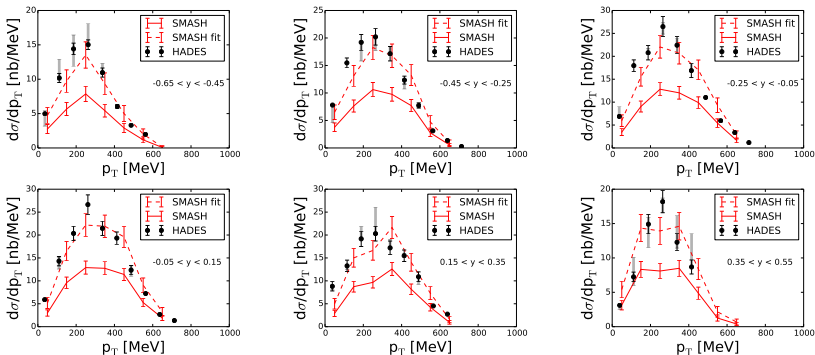 20
15
10
5
0
dσ/dp_T [nb/MeV]
SMASH
SMASH fit
HADES
-0.65 < y < -0.45
0 200 400 600 800 1000
p_T [MeV]
25
20
15
10
5
0
dσ/dp_T [nb/MeV]
SMASH fit
SMASH
HADES
-0.45 < y < -0.25
0 200 400 600 800 1000
p_T [MeV]
30
25
20
15
10
5
0
dσ/dp_T [nb/MeV]
SMASH fit
SMASH
HADES
-0.25 < y < -0.05
0 200 400 600 800 1000
p_T [MeV]
30
25
20
15
10
5
0
dσ/dp_T [nb/MeV]
SMASH fit
SMASH
HADES
-0.05 < y < 0.15
0 200 400 600 800 1000
p_T [MeV]
30
25
20
15
10
5
0
dσ/dp_T [nb/MeV]
SMASH fit
SMASH
HADES
0.15 < y < 0.35
0 200 400 600 800 1000
p_T [MeV]
20
15
10
5
0
dσ/dp_T [nb/MeV]
SMASH fit
SMASH
HADES
0.35 < y < 0.55
0 200 400 600 800 1000
p_T [MeV]